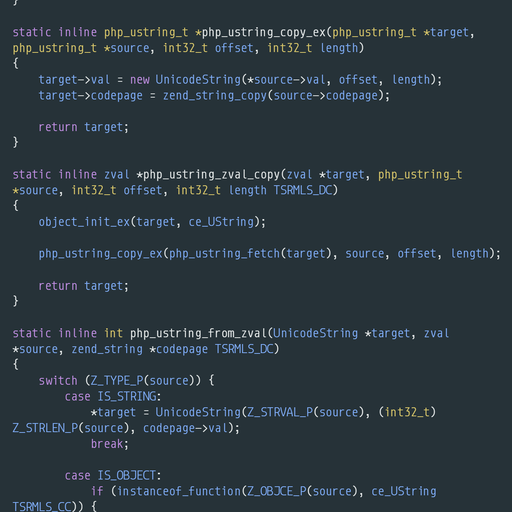 }
static inline php_ustring_t *php_ustring_copy_ex(php_ustring_t *target,
php_ustring_t *source, int32_t offset, int32_t length)
{
    target->val = new UnicodeString(*source->val, offset, length);
    target->codepage = zend_string_copy(source->codepage);

    return target;
}

static inline zval *php_ustring_zval_copy(zval *target, php_ustring_t
*source, int32_t offset, int32_t length TSRMLS_DC)
{
    object_init_ex(target, ce_UString);

    php_ustring_copy_ex(php_ustring_fetch(target), source, offset, length);

    return target;
}

static inline int php_ustring_from_zval(UnicodeString *target, zval
*source, zend_string *codepage TSRMLS_DC)
{
    switch (Z_TYPE_P(source)) {
        case IS_STRING:
            *target = UnicodeString(Z_STRVAL_P(source), (int32_t)
Z_STRLEN_P(source), codepage->val);
            break;

        case IS_OBJECT:
            if (instanceof_function(Z_OBJCE_P(source), ce_UString
TSRMLS_CC)) {